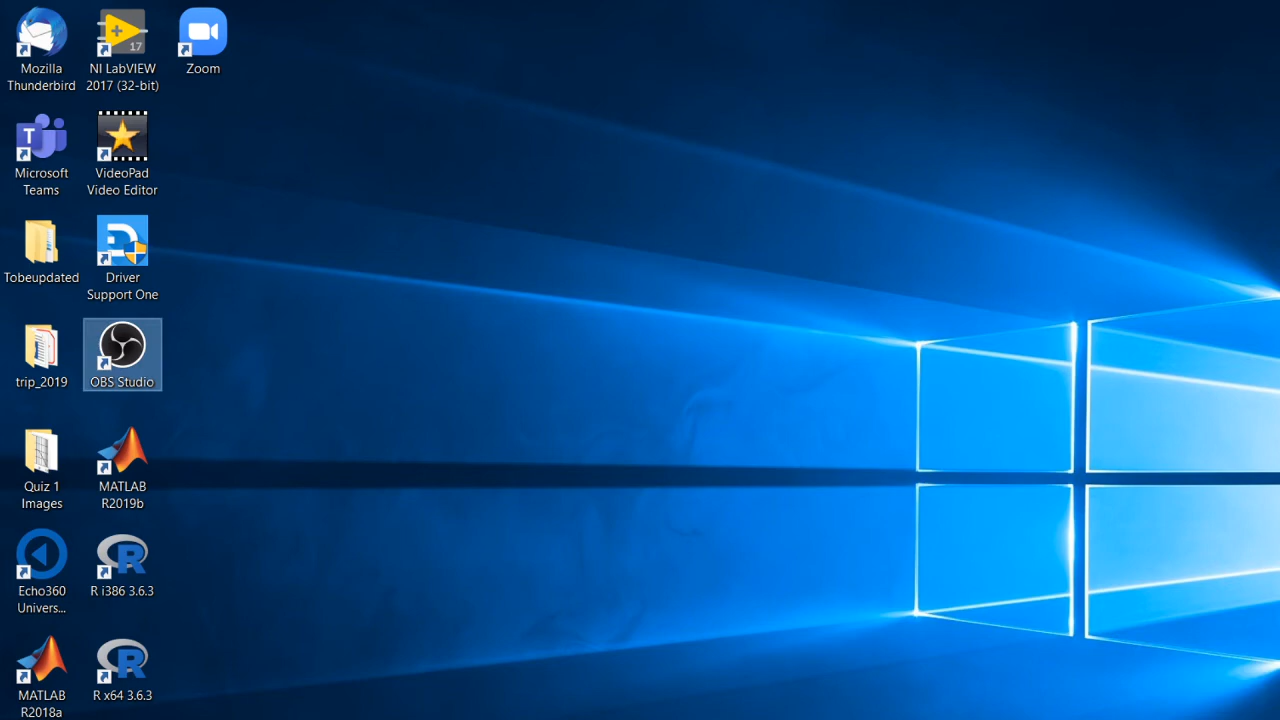 Mozilla
Thunderbird
NI LabVIEW
2017 (32-bit)
Zoom
Microsoft
Teams
VideoPad
Video Editor
Tobeupdated
Driver
Support One
trip_2019
OBS Studio
Quiz 1
Images
MATLAB
R2019b
Echo360
Univers...
R i386 3.6.3
MATLAB
R2018a
R x64 3.6.3